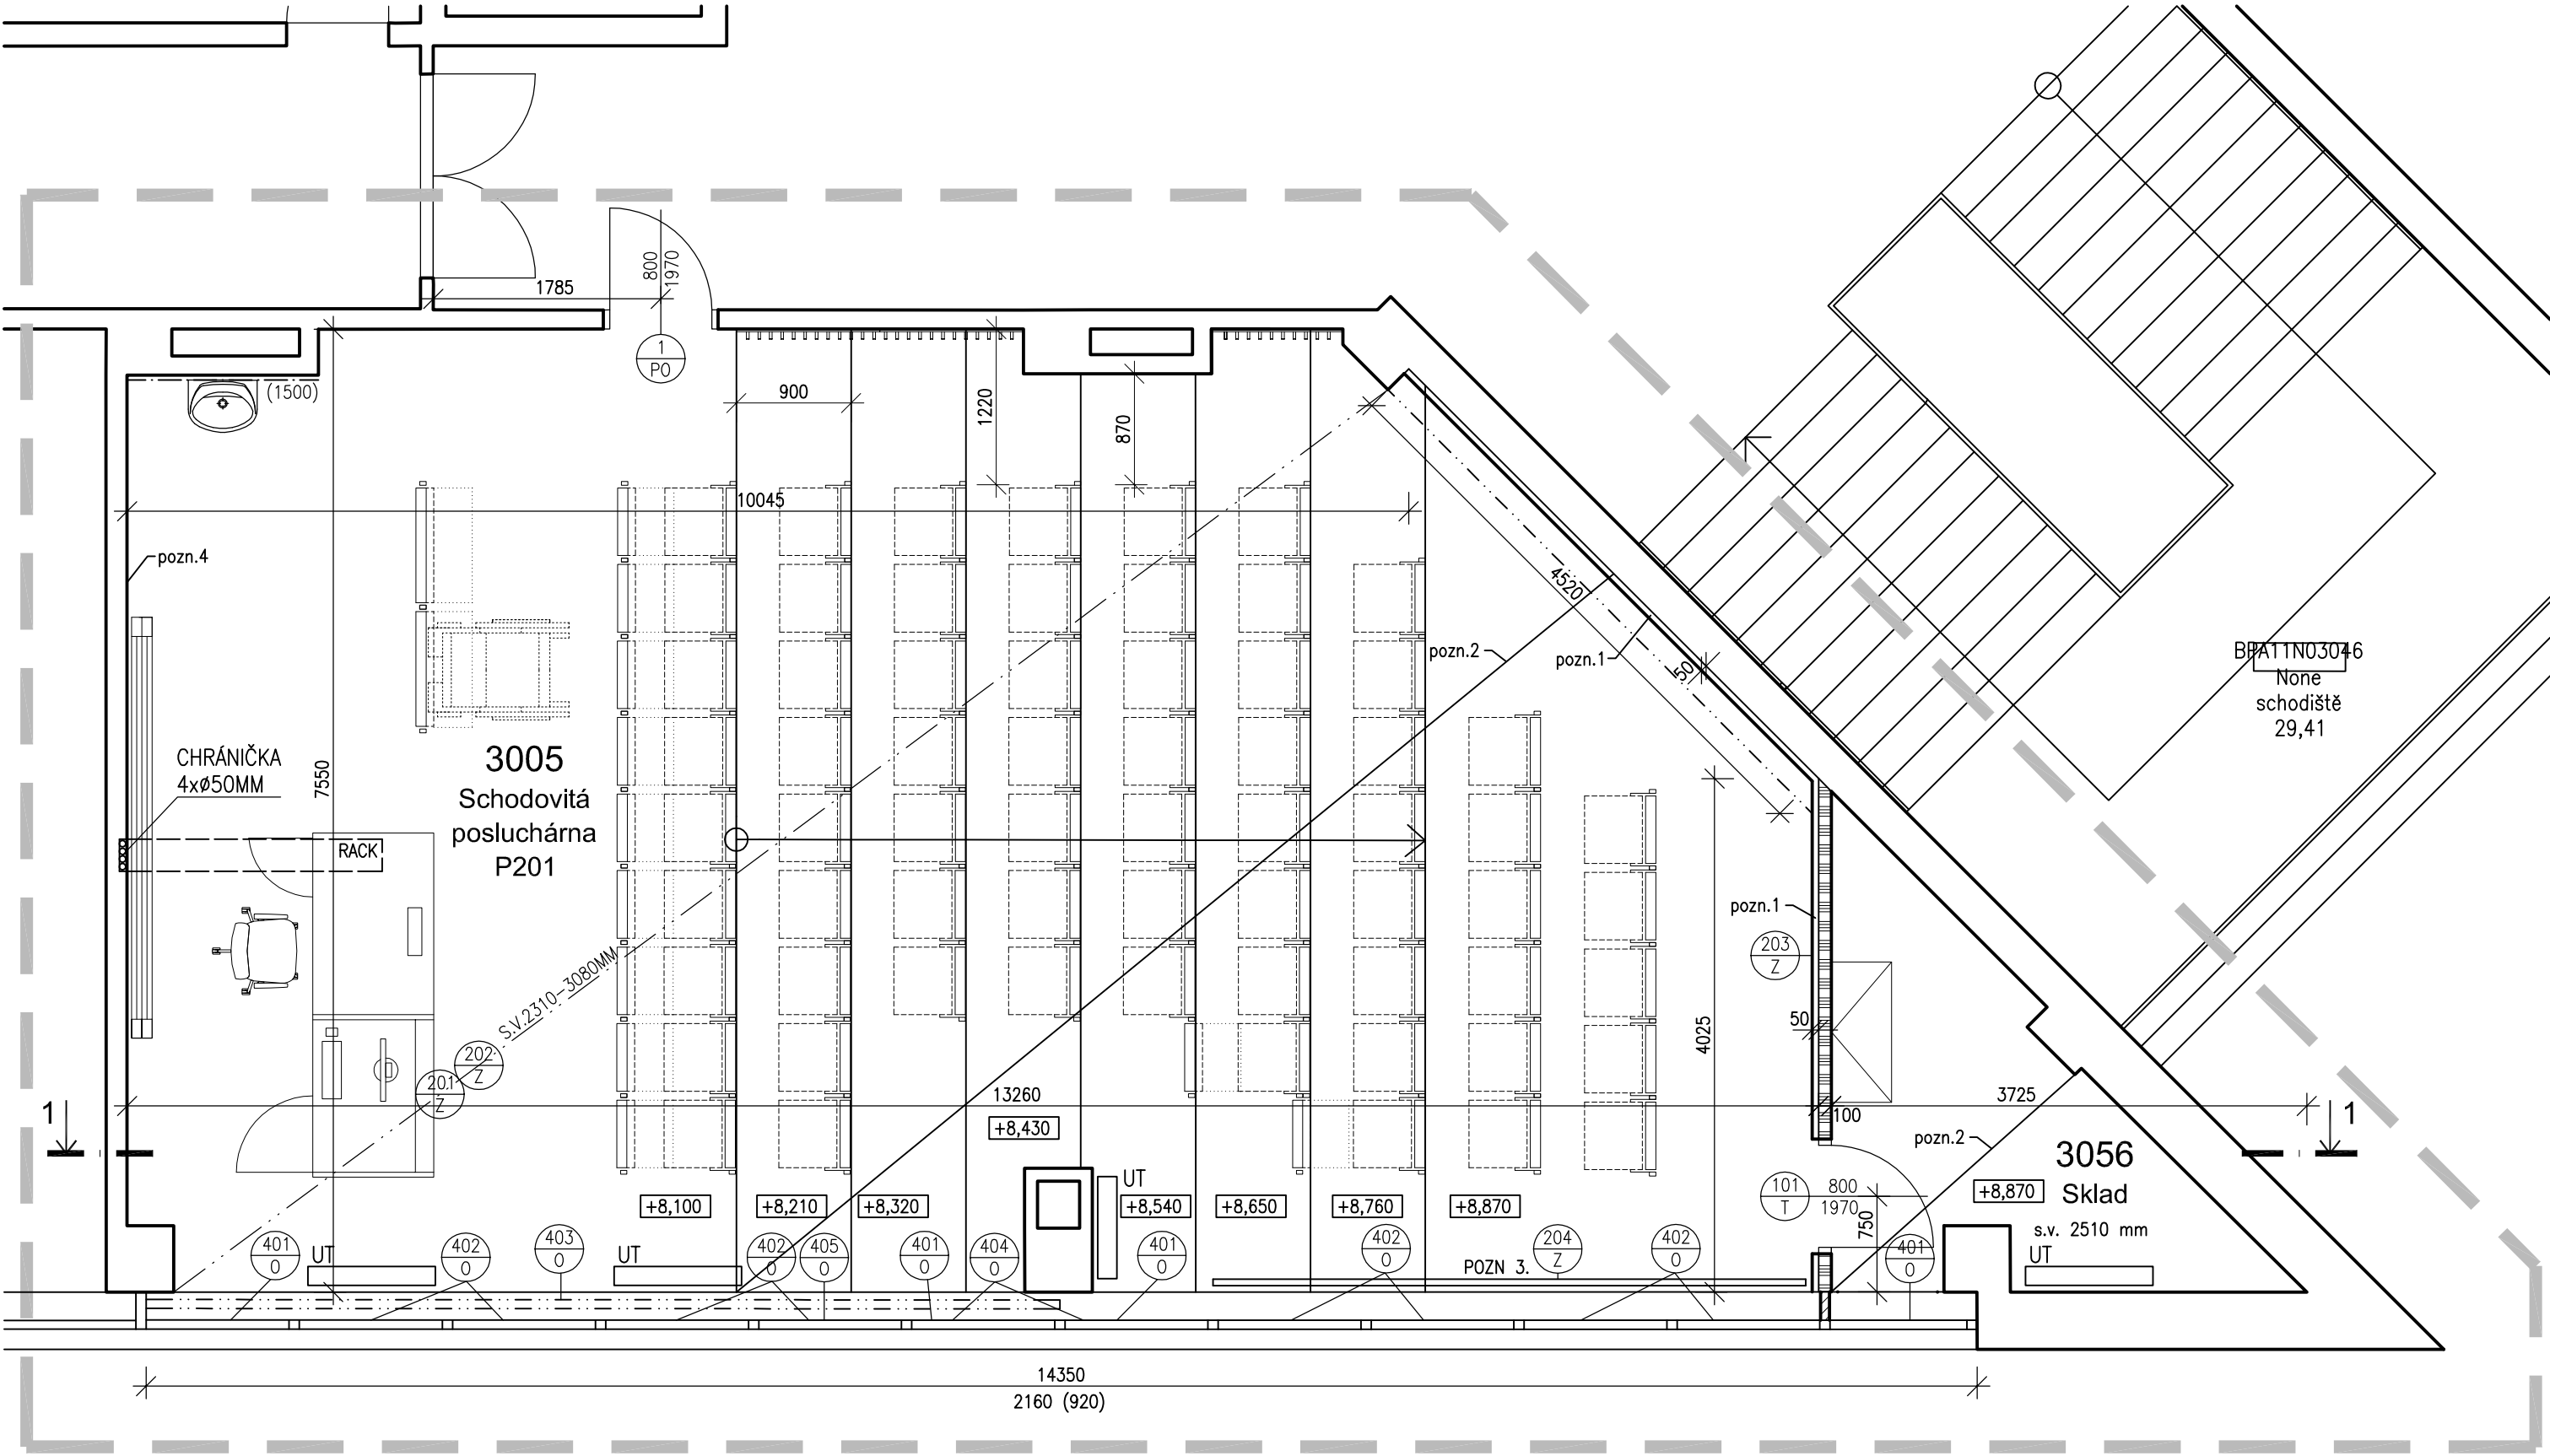 800
1970
1785
1
PO
(1500)
900
1220
870
10045
pozn.4
4520
pozn.2
pozn.1
50
BPA11N03046
None
schodiště
29,41
CHRÁNIČKA
4xø50MM
7550
3005
Schodovitá
posluchárna
P201
RACK
pozn.1
203
Z
S.V.2310-3080MM
4025
50
202
Z
201
Z
13260
100
3725
1
1
+8,430
pozn.2
3056
Sklad
s.v. 2510 mm
+8,870
UT
101
T
800
1970
750
+8,100
+8,210
+8,320
+8,540
+8,650
+8,760
+8,870
401
0
UT
402
0
403
0
UT
402
0
405
0
401
0
404
0
401
0
402
0
204
Z
402
0
401
0
POZN 3.
UT
14350
2160 (920)